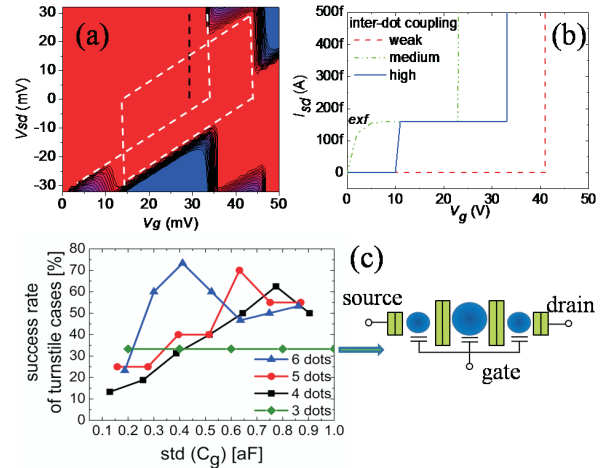 (a)
30
20
10
0
-10
-20
-30
Vsd (mV)
0
10
20
30
40
50
Vg (mV)
(b)
500f
400f
300f
200f
100f
0
I_sd (A)
inter-dot coupling
weak
medium
high
exf
0
10
20
30
40
50
V_g (V)
(c)
80
70
60
50
40
30
20
10
0
success rate
of turnstile cases [%]
6 dots
5 dots
4 dots
3 dots
0.1 0.2 0.3 0.4 0.5 0.6 0.7 0.8 0.9 1.0
std (C_g) [aF]
source
drain
gate